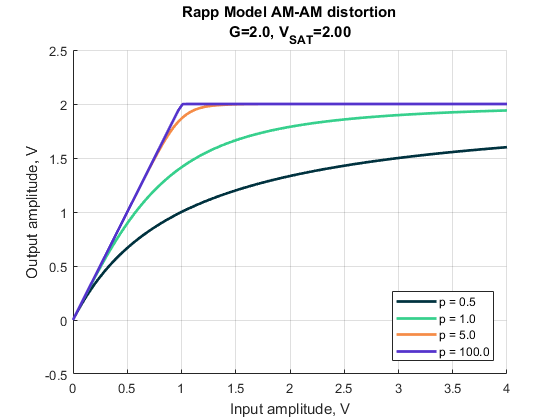 Rapp Model AM-AM distortion
G=2.0, V_SAT=2.00
2.5
2
1.5
1
0.5
0
-0.5
Output amplitude, V
0 0.5 1 1.5 2 2.5 3 3.5 4
Input amplitude, V
p = 0.5
p = 1.0
p = 5.0
p = 100.0